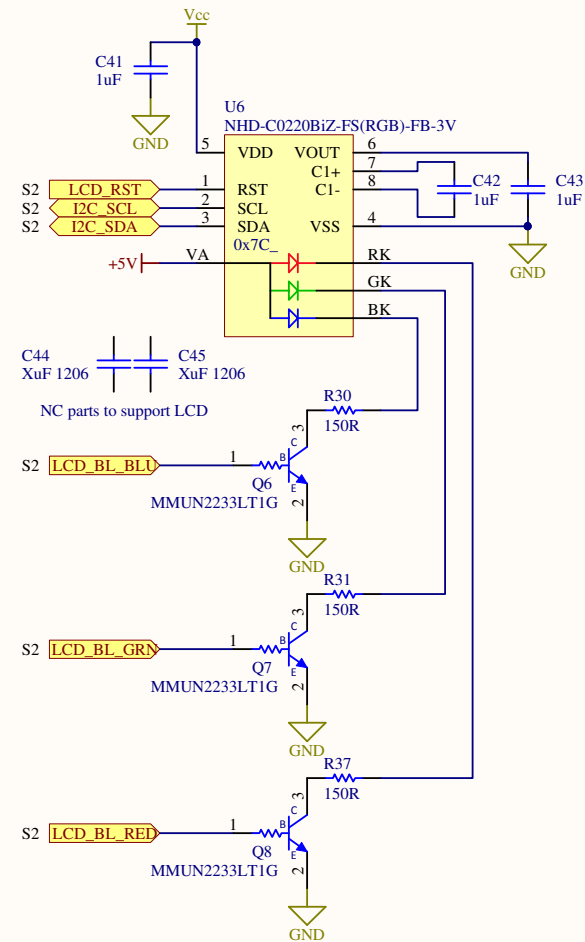 Vcc
C41
1uF
GND
U6
NHD-C0220BiZ-FS(RGB)-FB-3V
5 VDD VOUT 6
C1+ 7
S2 LCD_RST 1 RST C1- 8
S2 I2C_SCL 2 SCL
S2 I2C_SDA 3 SDA VSS 4
0x7C_
C42
1uF
C43
1uF
GND
+5V VA RK
GK
BK
C44
XuF 1206
C45
XuF 1206
NC parts to support LCD
R30
150R
3
C
S2 LCD_BL_BLU 1 B
E
Q6
2
MMUN2233LT1G
GND
R31
150R
3
C
S2 LCD_BL_GRN 1 B
E
Q7
2
MMUN2233LT1G
GND
R37
150R
3
C
S2 LCD_BL_RED 1 B
E
Q8
2
MMUN2233LT1G
GND